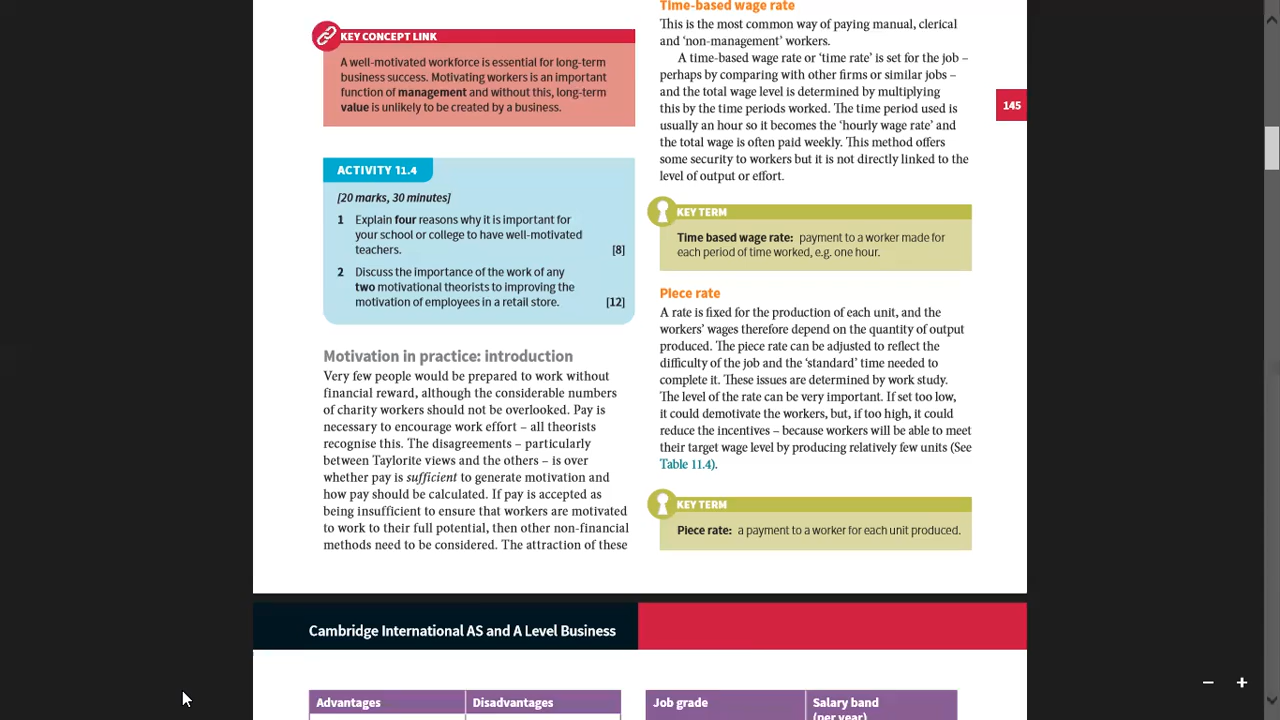 KEY CONCEPT LINK
A well-motivated workforce is essential for long-term
business success. Motivating workers is an important
function of management and without this, long-term
value is unlikely to be created by a business.
ACTIVITY 11.4
[20 marks, 30 minutes]
1 Explain four reasons why it is important for
your school or college to have well-motivated
teachers. [8]
2 Discuss the importance of the work of any
two motivational theorists to improving the
motivation of employees in a retail store. [12]
Motivation in practice: introduction
Very few people would be prepared to work without
financial reward, although the considerable numbers
of charity workers should not be overlooked. Pay is
necessary to encourage work effort – all theorists
recognise this. The disagreements – particularly
between Taylorite views and the others – is over
whether pay is sufficient to generate motivation and
how pay should be calculated. If pay is accepted as
being insufficient to ensure that workers are motivated
to work to their full potential, then other non-financial
methods need to be considered. The attraction of these
Time-based wage rate
This is the most common way of paying manual, clerical
and ‘non-management’ workers.
A time-based wage rate or ‘time rate’ is set for the job –
perhaps by comparing with other firms or similar jobs –
and the total wage level is determined by multiplying
this by the time periods worked. The time period used is
usually an hour so it becomes the ‘hourly wage rate’ and
the total wage is often paid weekly. This method offers
some security to workers but it is not directly linked to the
level of output or effort.
KEY TERM
Time based wage rate: payment to a worker made for
each period of time worked, e.g. one hour.
Piece rate
A rate is fixed for the production of each unit, and the
workers’ wages therefore depend on the quantity of output
produced. The piece rate can be adjusted to reflect the
difficulty of the job and the ‘standard’ time needed to
complete it. These issues are determined by work study.
The level of the rate can be very important. If set too low,
it could demotivate the workers, but, if too high, it could
reduce the incentives – because workers will be able to meet
their target wage level by producing relatively few units (See
Table 11.4).
KEY TERM
Piece rate: a payment to a worker for each unit produced.
145
Cambridge International AS and A Level Business
Advantages Disadvantages
Job grade Salary band
(per year)